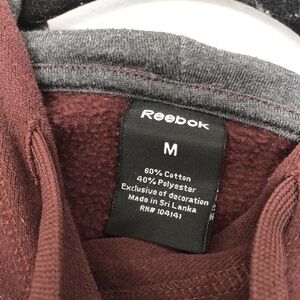 Reebok
M
60% Cotton
40% Polyester
Exclusive of decoration
Made in Sri Lanka
RN# 104141